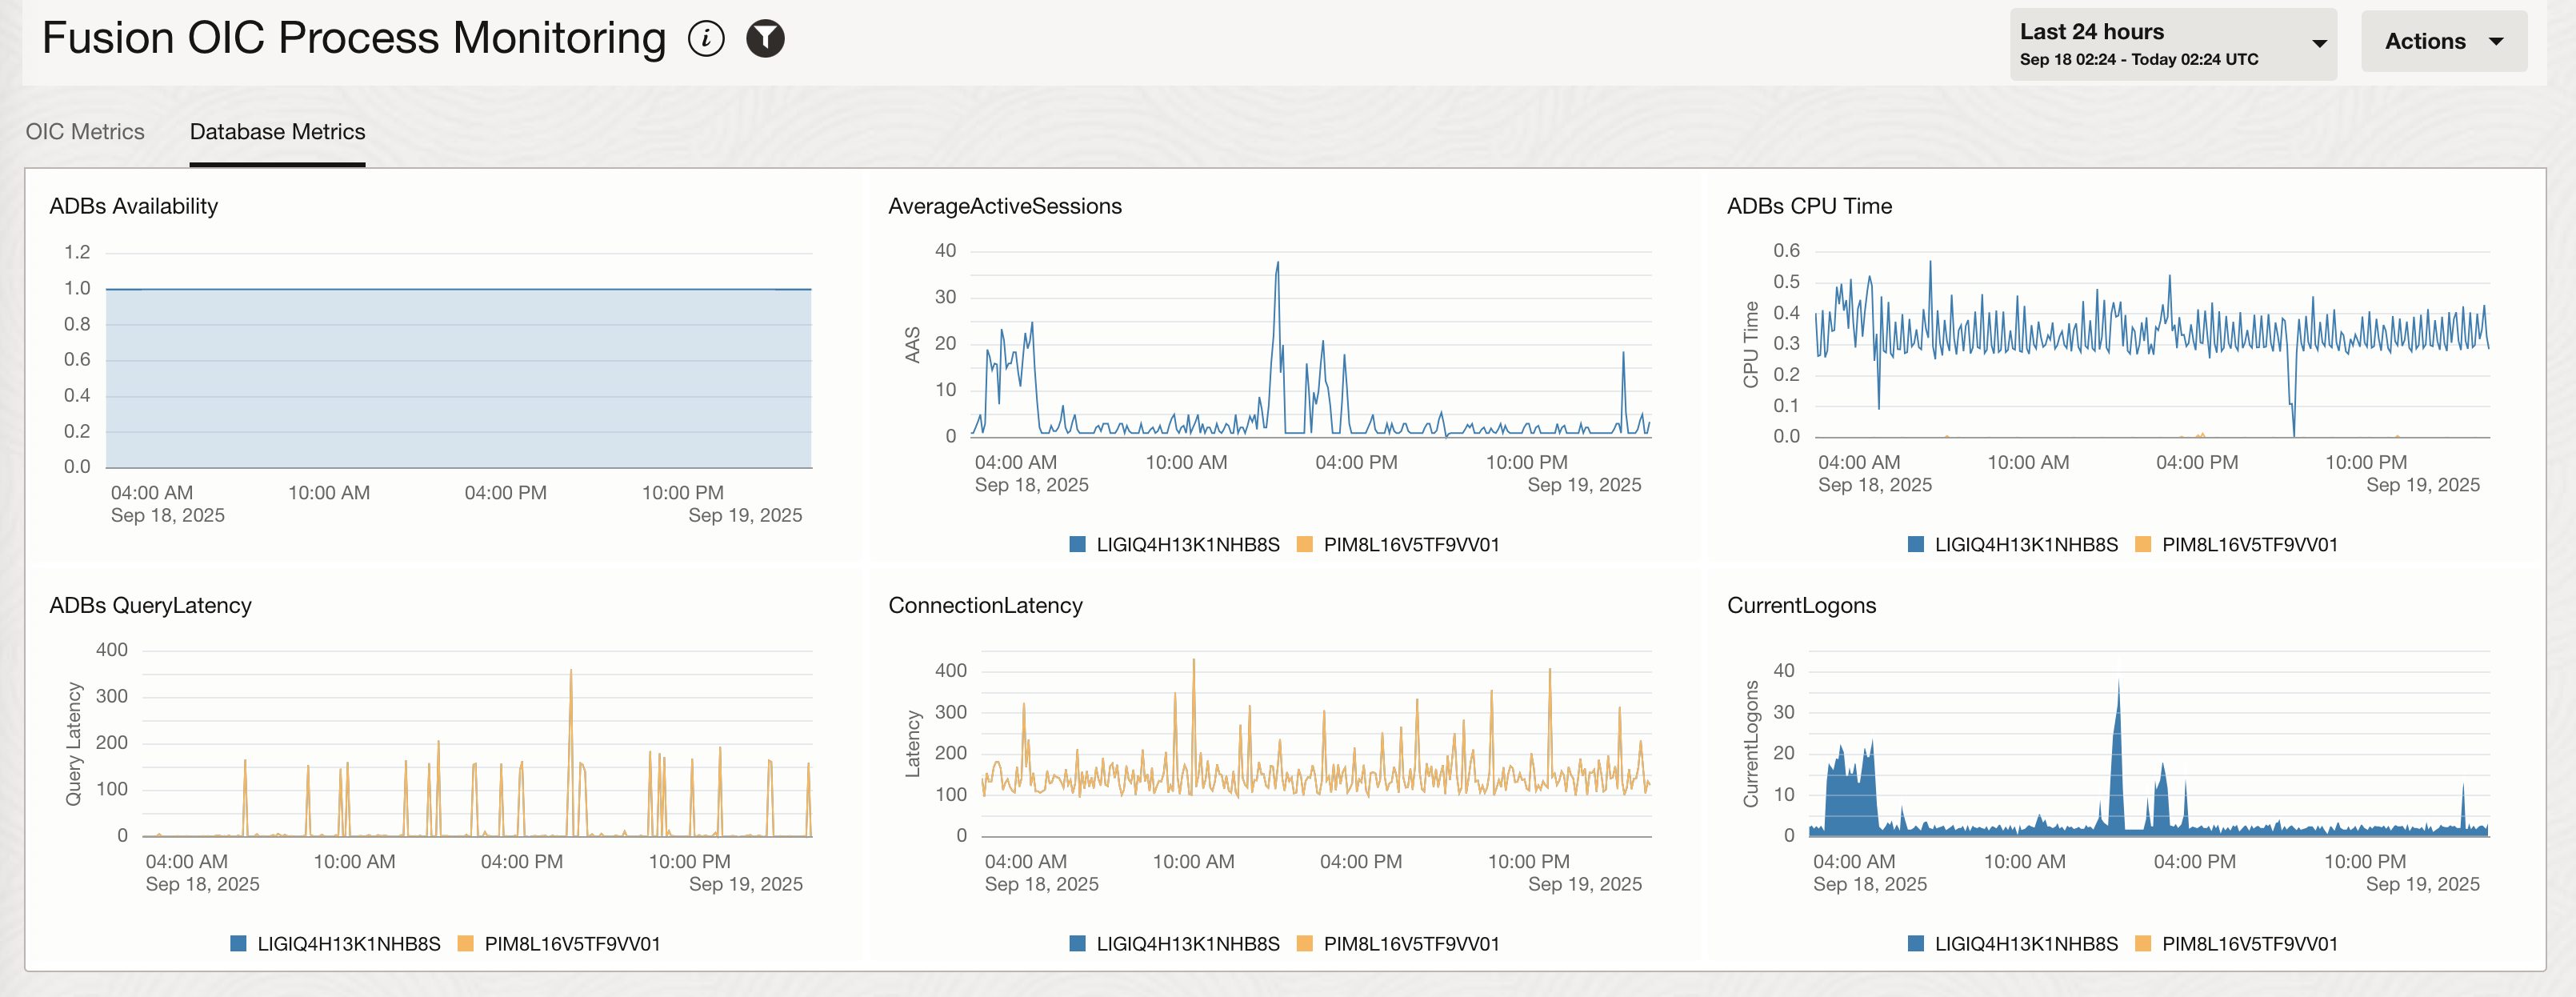 Fusion OIC Process Monitoring
Last 24 hours
Sep 18 02:24 - Today 02:24 UTC
Actions
OIC Metrics
Database Metrics
ADBs Availability
1.2
1.0
0.8
0.6
0.4
0.2
0.0
04:00 AM 10:00 AM 04:00 PM 10:00 PM
Sep 18, 2025 Sep 19, 2025
AverageActiveSessions
AAS
40
30
20
10
0
04:00 AM 10:00 AM 04:00 PM 10:00 PM
Sep 18, 2025 Sep 19, 2025
LIGIQ4H13K1NHB8S PIM8L16V5TF9VV01
ADBs CPU Time
CPU Time
0.6
0.5
0.4
0.3
0.2
0.1
0.0
04:00 AM 10:00 AM 04:00 PM 10:00 PM
Sep 18, 2025 Sep 19, 2025
LIGIQ4H13K1NHB8S PIM8L16V5TF9VV01
ADBs QueryLatency
Query Latency
400
300
200
100
0
04:00 AM 10:00 AM 04:00 PM 10:00 PM
Sep 18, 2025 Sep 19, 2025
LIGIQ4H13K1NHB8S PIM8L16V5TF9VV01
ConnectionLatency
Latency
400
300
200
100
0
04:00 AM 10:00 AM 04:00 PM 10:00 PM
Sep 18, 2025 Sep 19, 2025
LIGIQ4H13K1NHB8S PIM8L16V5TF9VV01
CurrentLogons
CurrentLogons
40
30
20
10
0
04:00 AM 10:00 AM 04:00 PM 10:00 PM
Sep 18, 2025 Sep 19, 2025
LIGIQ4H13K1NHB8S PIM8L16V5TF9VV01